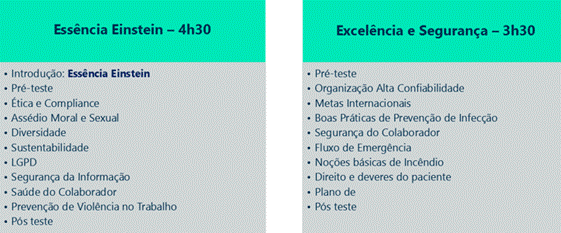 Essência Einstein – 4h30
• Introdução: Essência Einstein
• Pré-teste
• Ética e Compliance
• Assédio Moral e Sexual
• Diversidade
• Sustentabilidade
• LGPD
• Segurança da Informação
• Saúde do Colaborador
• Prevenção de Violência no Trabalho
• Pós teste
Excelência e Segurança – 3h30
• Pré-teste
• Organização Alta Confiabilidade
• Metas Internacionais
• Boas Práticas de Prevenção de Infecção
• Segurança do Colaborador
• Fluxo de Emergência
• Noções básicas de Incêndio
• Direito e deveres do paciente
• Plano de
• Pós teste